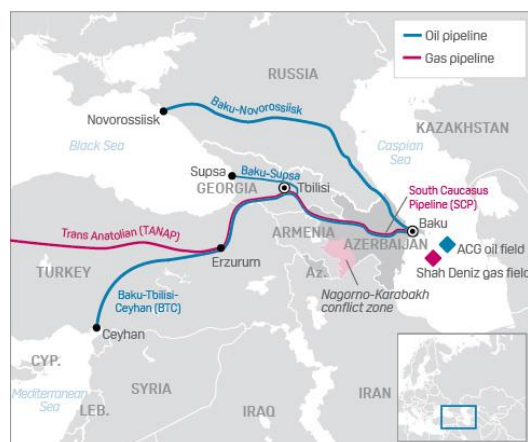 Oil pipeline
Gas pipeline
RUSSIA
KAZAKHSTAN
Baku-Novorossiisk
Novorossiisk
Black Sea
Caspian
Sea
Supsa
Baku-Supsa
Tbilisi
GEORGIA
South Caucasus
Pipeline (SCP)
Baku
ARMENIA
AZERBAIJAN
ACG oil field
Shah Deniz gas field
Trans Anatolian (TANAP)
Erzurum
TURKEY
Az.
Baku-Tbilisi-
Ceyhan (BTC)
Nagorno-Karabakh
conflict zone
Ceyhan
CYP.
Mediterranean
Sea
SYRIA
LEB.
IRAQ
IRAN